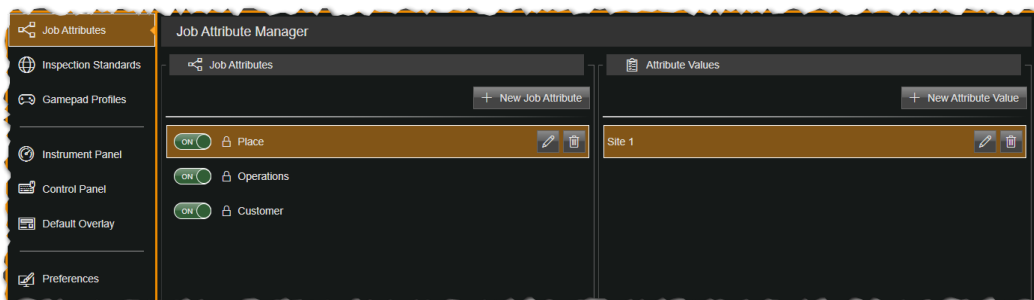 Job Attributes
Inspection Standards
Gamepad Profiles
Instrument Panel
Control Panel
Default Overlay
Preferences
Job Attribute Manager
Job Attributes
New Job Attribute
ON Place
ON Operations
ON Customer
Attribute Values
New Attribute Value
Site 1